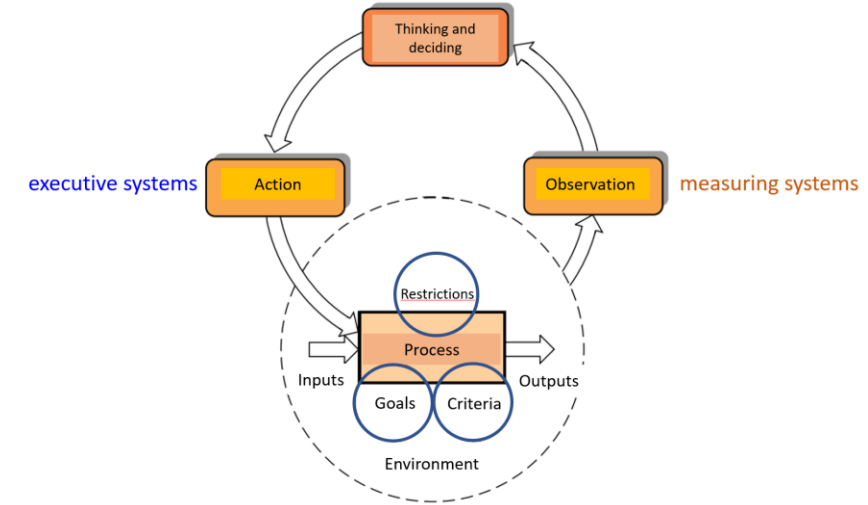 Thinking and
deciding
executive systems
Action
Observation
measuring systems
Restrictions
Process
Inputs
Outputs
Goals
Criteria
Environment